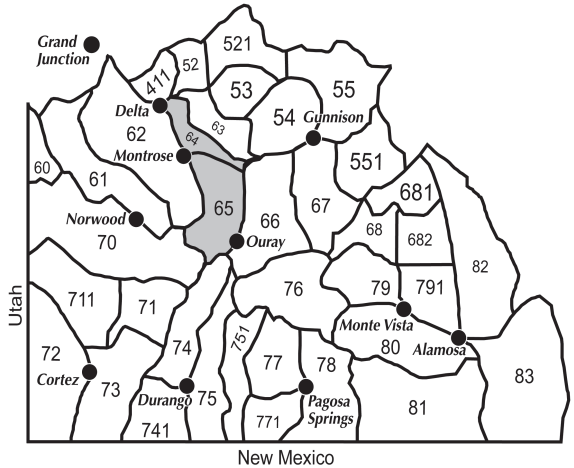 Grand
Junction
521
52
411
53
55
Delta
54
Gunnison
62
64
63
Montrose
551
60
61
681
65
67
Norwood
66
68
682
70
Ouray
82
76
79
791
711
71
Utah
Monte Vista
751
72
74
80
Alamosa
77
78
83
Cortez
73
Durango
75
Pagosa
Springs
81
741
771
New Mexico